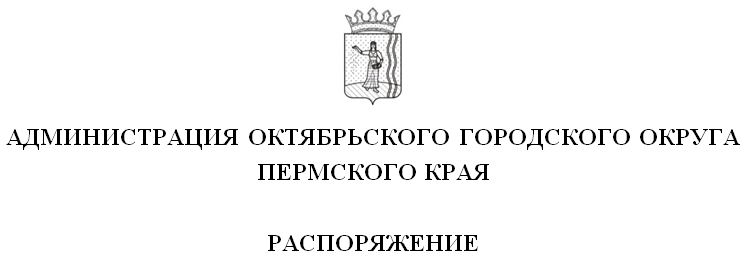 АДМИНИСТРАЦИЯ ОКТЯБРЬСКОГО ГОРОДСКОГО ОКРУГА
ПЕРМСКОГО КРАЯ
РАСПОРЯЖЕНИЕ